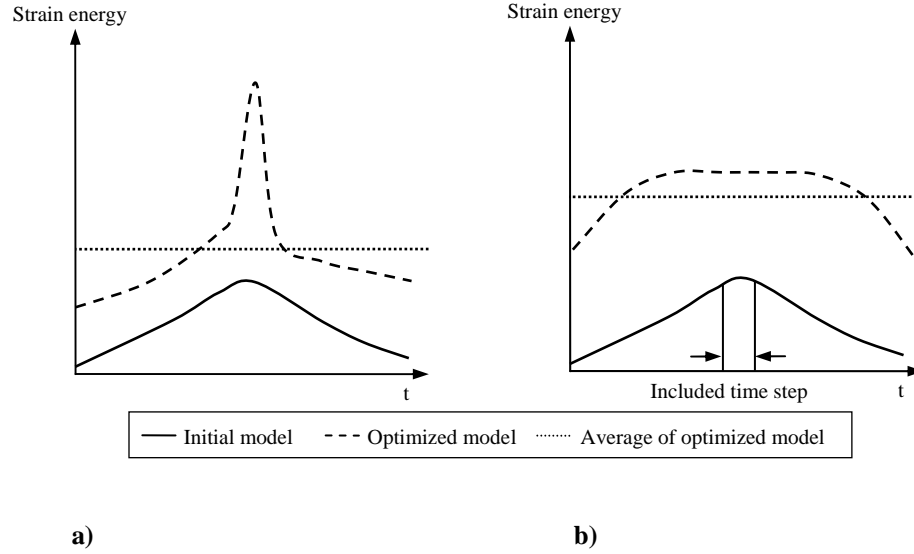 Strain energy
t
Strain energy
Included time step
t
Initial model Optimized model Average of optimized model
a)
b)